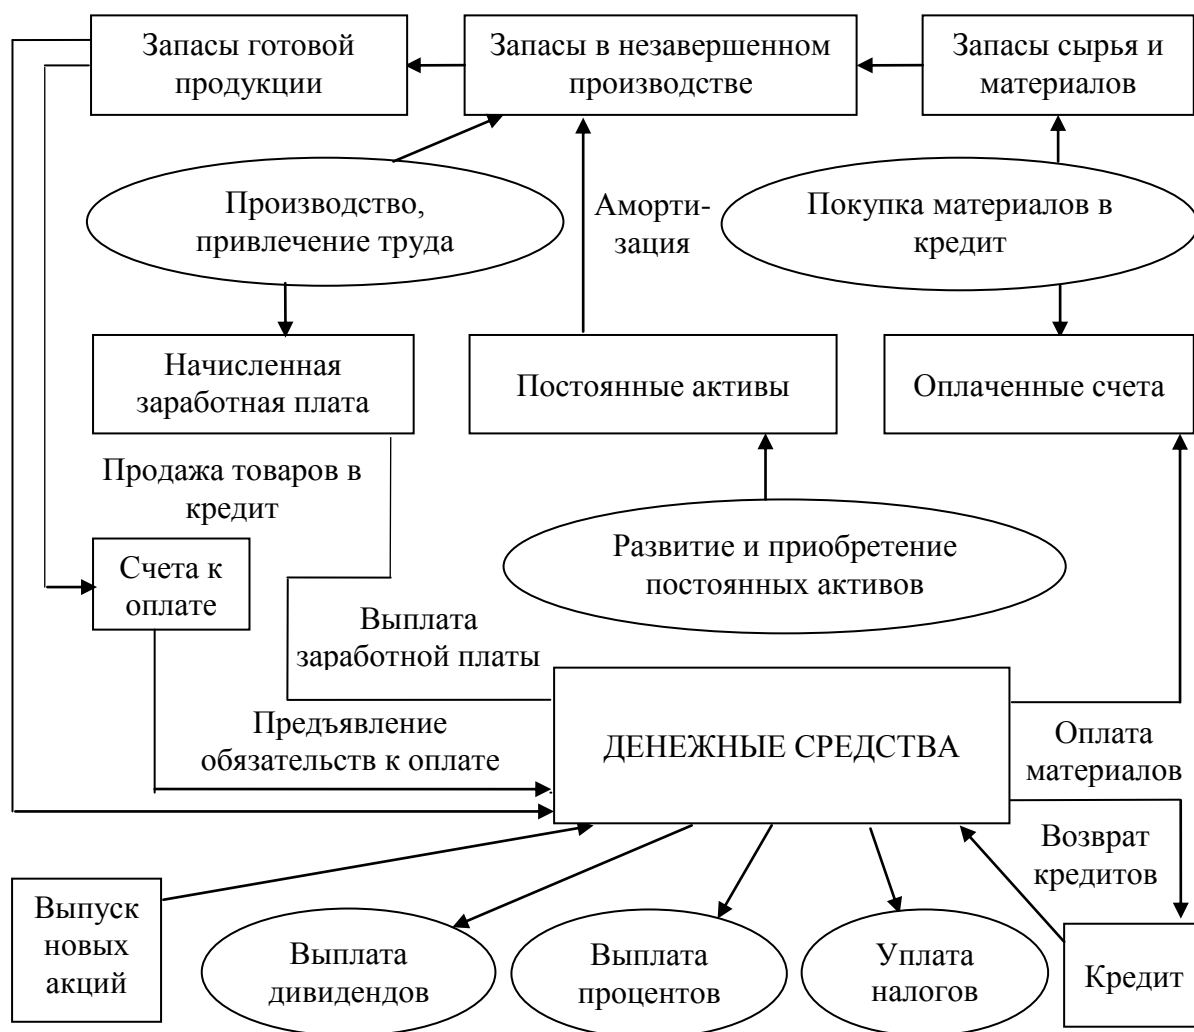 Запасы готовой
продукции
Запасы в незавершенном
производстве
Запасы сырья и
материалов
Производство,
привлечение труда
Аморти-
зация
Покупка материалов в
кредит
Начисленная
заработная плата
Постоянные активы
Оплаченные счета
Продажа товаров в
кредит
Счета к
оплате
Развитие и приобретение
постоянных активов
Выплата
заработной платы
Предъявление
обязательств к оплате
ДЕНЕЖНЫЕ СРЕДСТВА
Оплата
материалов
Возврат
кредитов
Выпуск
новых
акций
Выплата
дивидендов
Выплата
процентов
Уплата
налогов
Кредит